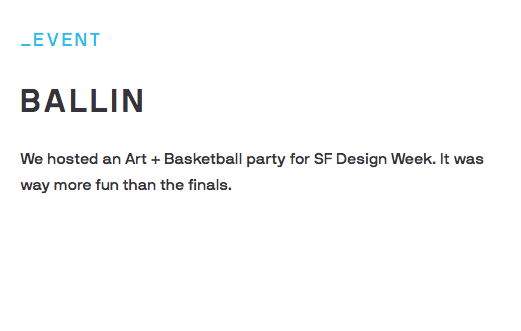 _EVENT
BALLIN
We hosted an Art + Basketball party for SF Design Week. It was
way more fun than the finals.